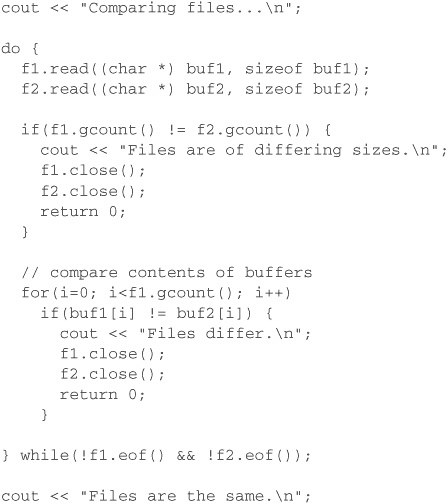 cout << "Comparing files...\n";

do {
  f1.read((char *) buf1, sizeof buf1);
  f2.read((char *) buf2, sizeof buf2);

  if(f1.gcount() != f2.gcount()) {
    cout << "Files are of differing sizes.\n";
    f1.close();
    f2.close();
    return 0;
  }

  // compare contents of buffers
  for(i=0; i<f1.gcount(); i++)
    if(buf1[i] != buf2[i]) {
      cout << "Files differ.\n";
      f1.close();
      f2.close();
      return 0;
    }

} while(!f1.eof() && !f2.eof());

cout << "Files are the same.\n";